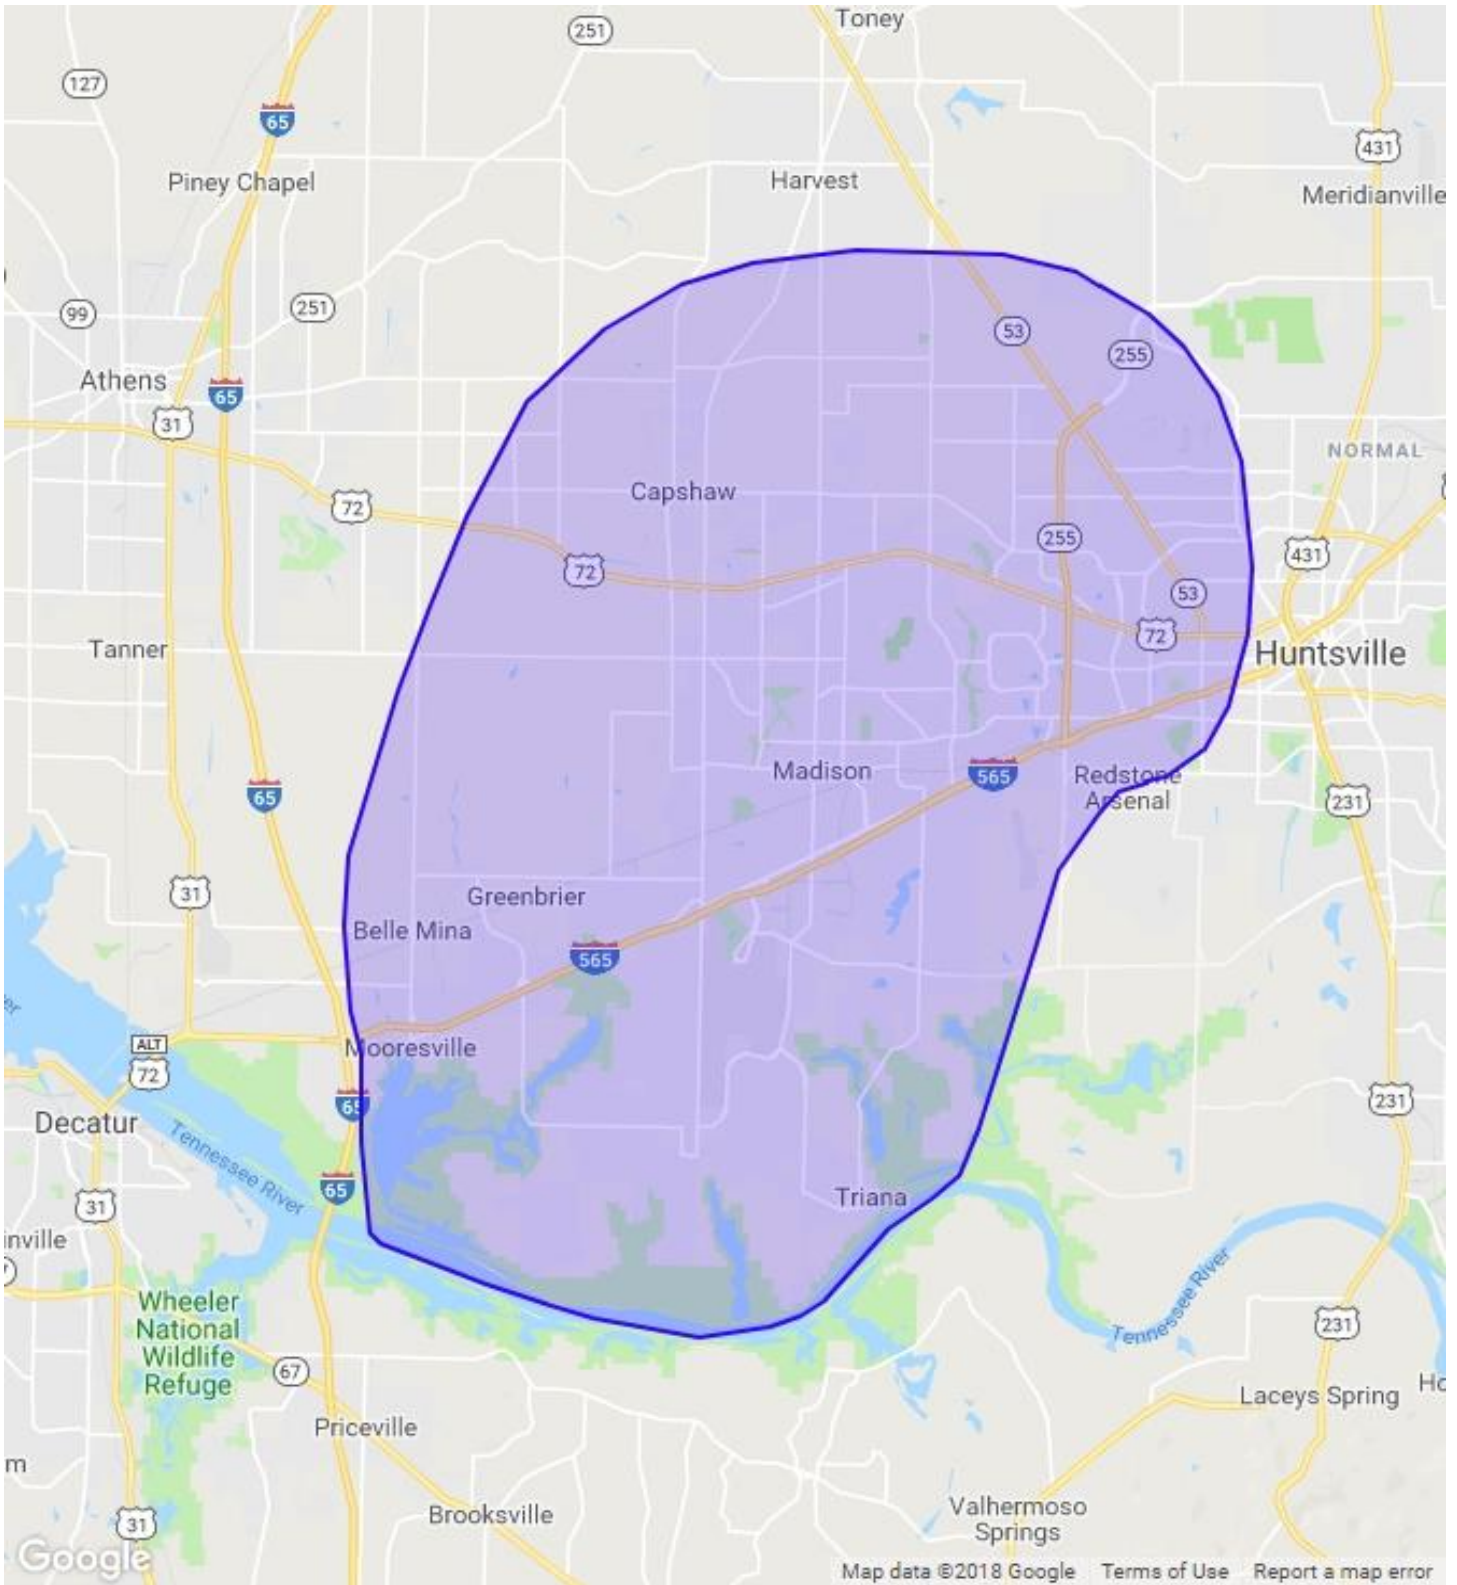 Toney
251
127
65
431
Piney Chapel
Harvest
Meridianville
251
99
53
255
Athens
65
31
NORMAL
Capshaw
72
255
431
72
53
72
Tanner
Huntsville
Madison
565
Redstone
Arsenal
65
231
31
Greenbrier
Belle Mina
565
ALT
72
Mooresville
65
231
Decatur
Tennessee River
65
31
Triana
Tennessee River
Wheeler
National
Wildlife
Refuge
231
67
Laceys Spring
Priceville
Brooksville
Valhermoso
Springs
31
Google
Map data ©2018 Google Terms of Use Report a map error